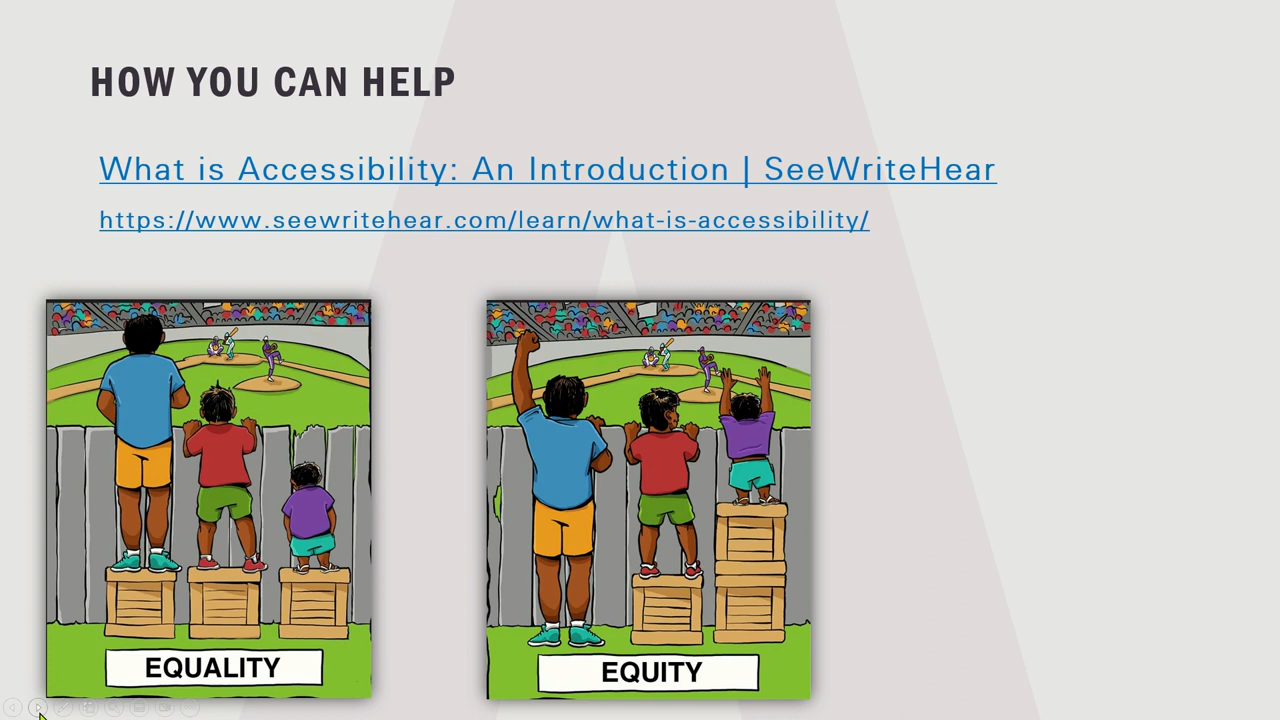 HOW YOU CAN HELP
What is Accessibility: An Introduction | SeeWriteHear
https://www.seewritehear.com/learn/what-is-accessibility/
EQUALITY
EQUITY